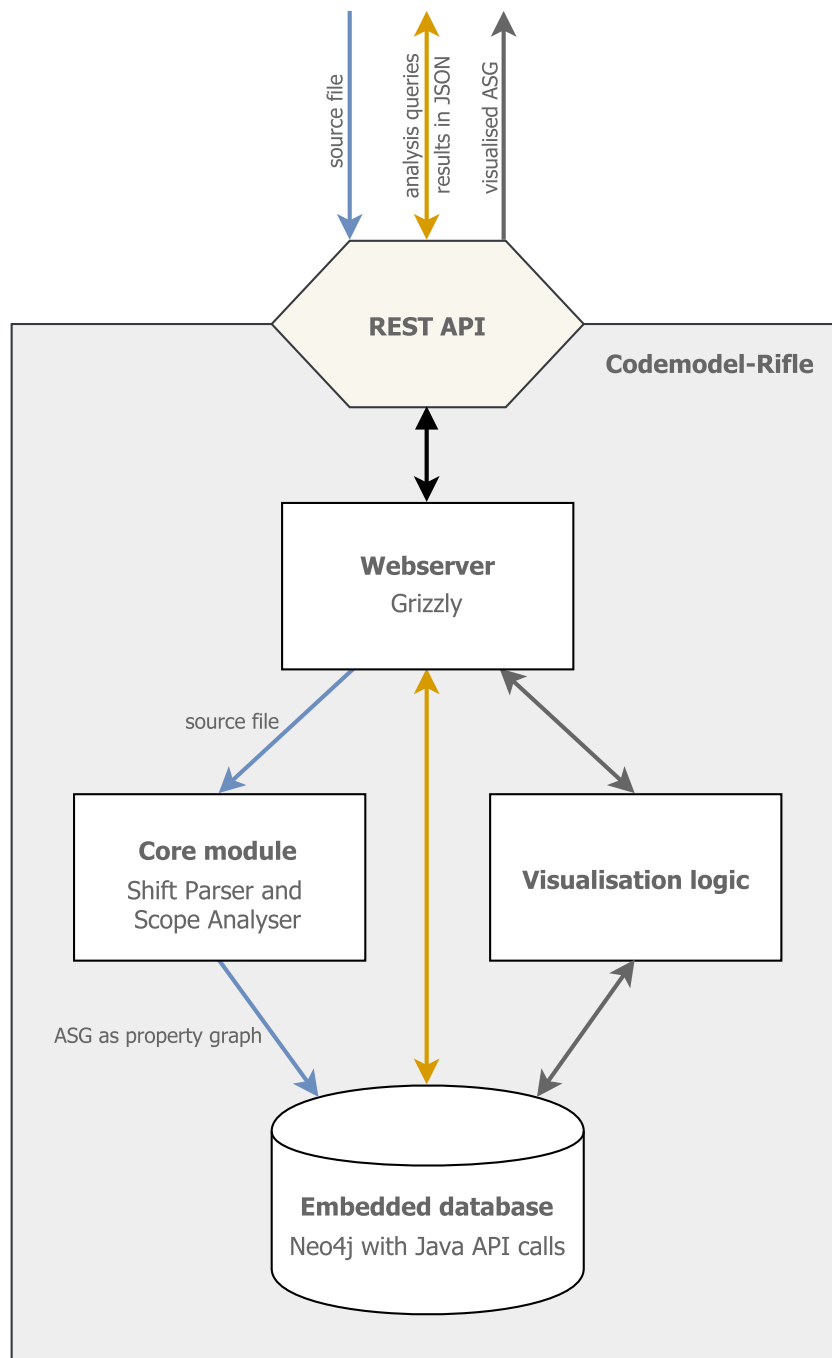 source file
analysis queries
results in JSON
visualised ASG
REST API
Codemodel-Rifle
Webserver
Grizzly
source file
Core module
Shift Parser and
Scope Analyser
Visualisation logic
ASG as property graph
Embedded database
Neo4j with Java API calls